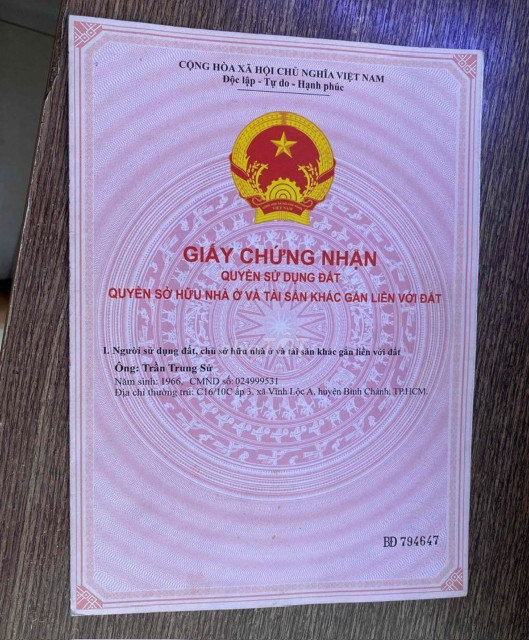 CỘNG HÒA XÃ HỘI CHỦ NGHĨA VIỆT NAM
Độc lập - Tự do - Hạnh phúc
VIỆT NAM
GIẤY CHỨNG NHẬN
QUYỀN SỬ DỤNG ĐẤT
QUYỀN SỞ HỮU NHÀ Ở VÀ TÀI SẢN KHÁC GẮN LIỀN VỚI ĐẤT
I. Người sử dụng đất, chủ sở hữu nhà ở và tài sản khác gắn liền với đất
Ông: Trần Trung Sử
Năm sinh: 1966, CMND số: 024999531
Địa chỉ thường trú: C16/10C ấp 3, xã Vĩnh Lộc A, huyện Bình Chánh, TP.HCM.
BĐ 794647